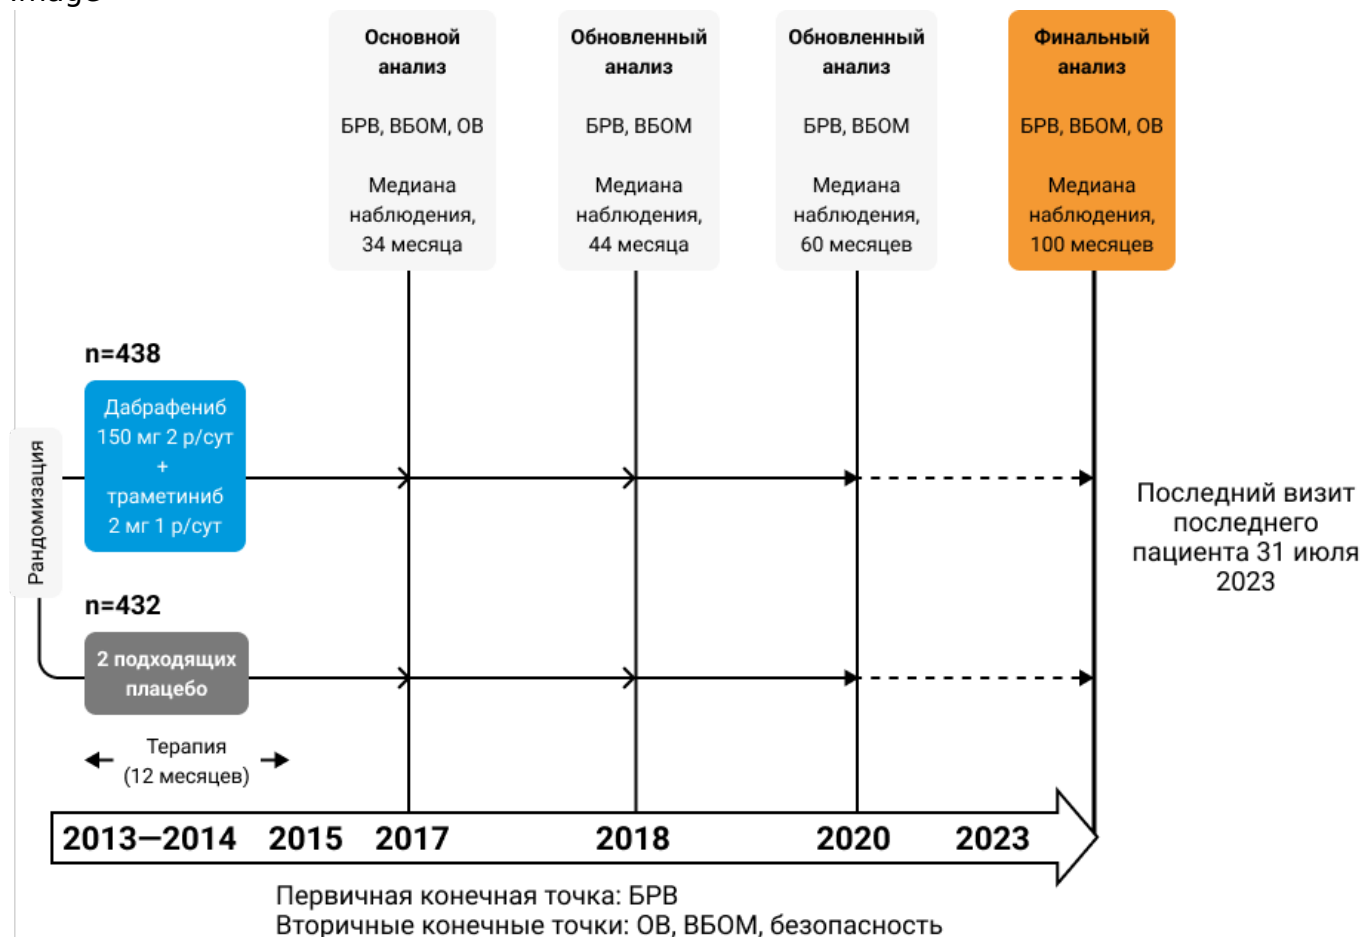 Основной
анализ
БРВ, ВБОМ, ОВ
Медиана
наблюдения,
34 месяца
Обновленный
анализ
БРВ, ВБОМ
Медиана
наблюдения,
44 месяца
Обновленный
анализ
БРВ, ВБОМ
Медиана
наблюдения,
60 месяцев
Финальный
анализ
БРВ, ВБОМ, ОВ
Медиана
наблюдения,
100 месяцев
Рандомизация
n=438
Дабрафениб
150 мг 2 р/сут
+
траметиниб
2 мг 1 р/сут
n=432
2 подходящих
плацебо
Терапия
(12 месяцев)
Последний визит
последнего
пациента 31 июля
2023
2013—2014 2015 2017 2018 2020 2023
Первичная конечная точка: БРВ
Вторичные конечные точки: ОВ, ВБОМ, безопасность